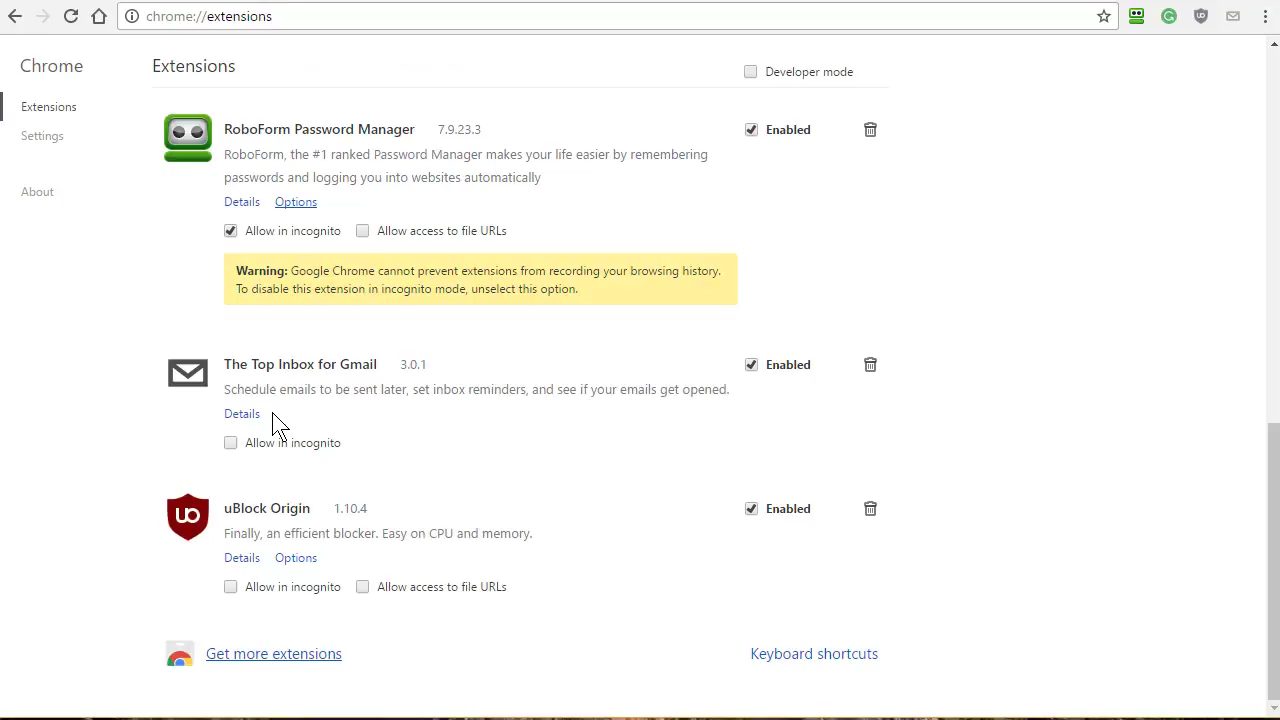 chrome://extensions
Chrome
Extensions
Developer mode
Extensions
Settings
About
RoboForm Password Manager 7.9.23.3
Enabled
RoboForm, the #1 ranked Password Manager makes your life easier by remembering
passwords and logging you into websites automatically
Details Options
Allow in incognito Allow access to file URLs
Warning: Google Chrome cannot prevent extensions from recording your browsing history.
To disable this extension in incognito mode, unselect this option.
The Top Inbox for Gmail 3.0.1
Enabled
Schedule emails to be sent later, set inbox reminders, and see if your emails get opened.
Details
Allow in incognito
uBlock Origin 1.10.4
Enabled
Finally, an efficient blocker. Easy on CPU and memory.
Details Options
Allow in incognito Allow access to file URLs
Get more extensions
Keyboard shortcuts